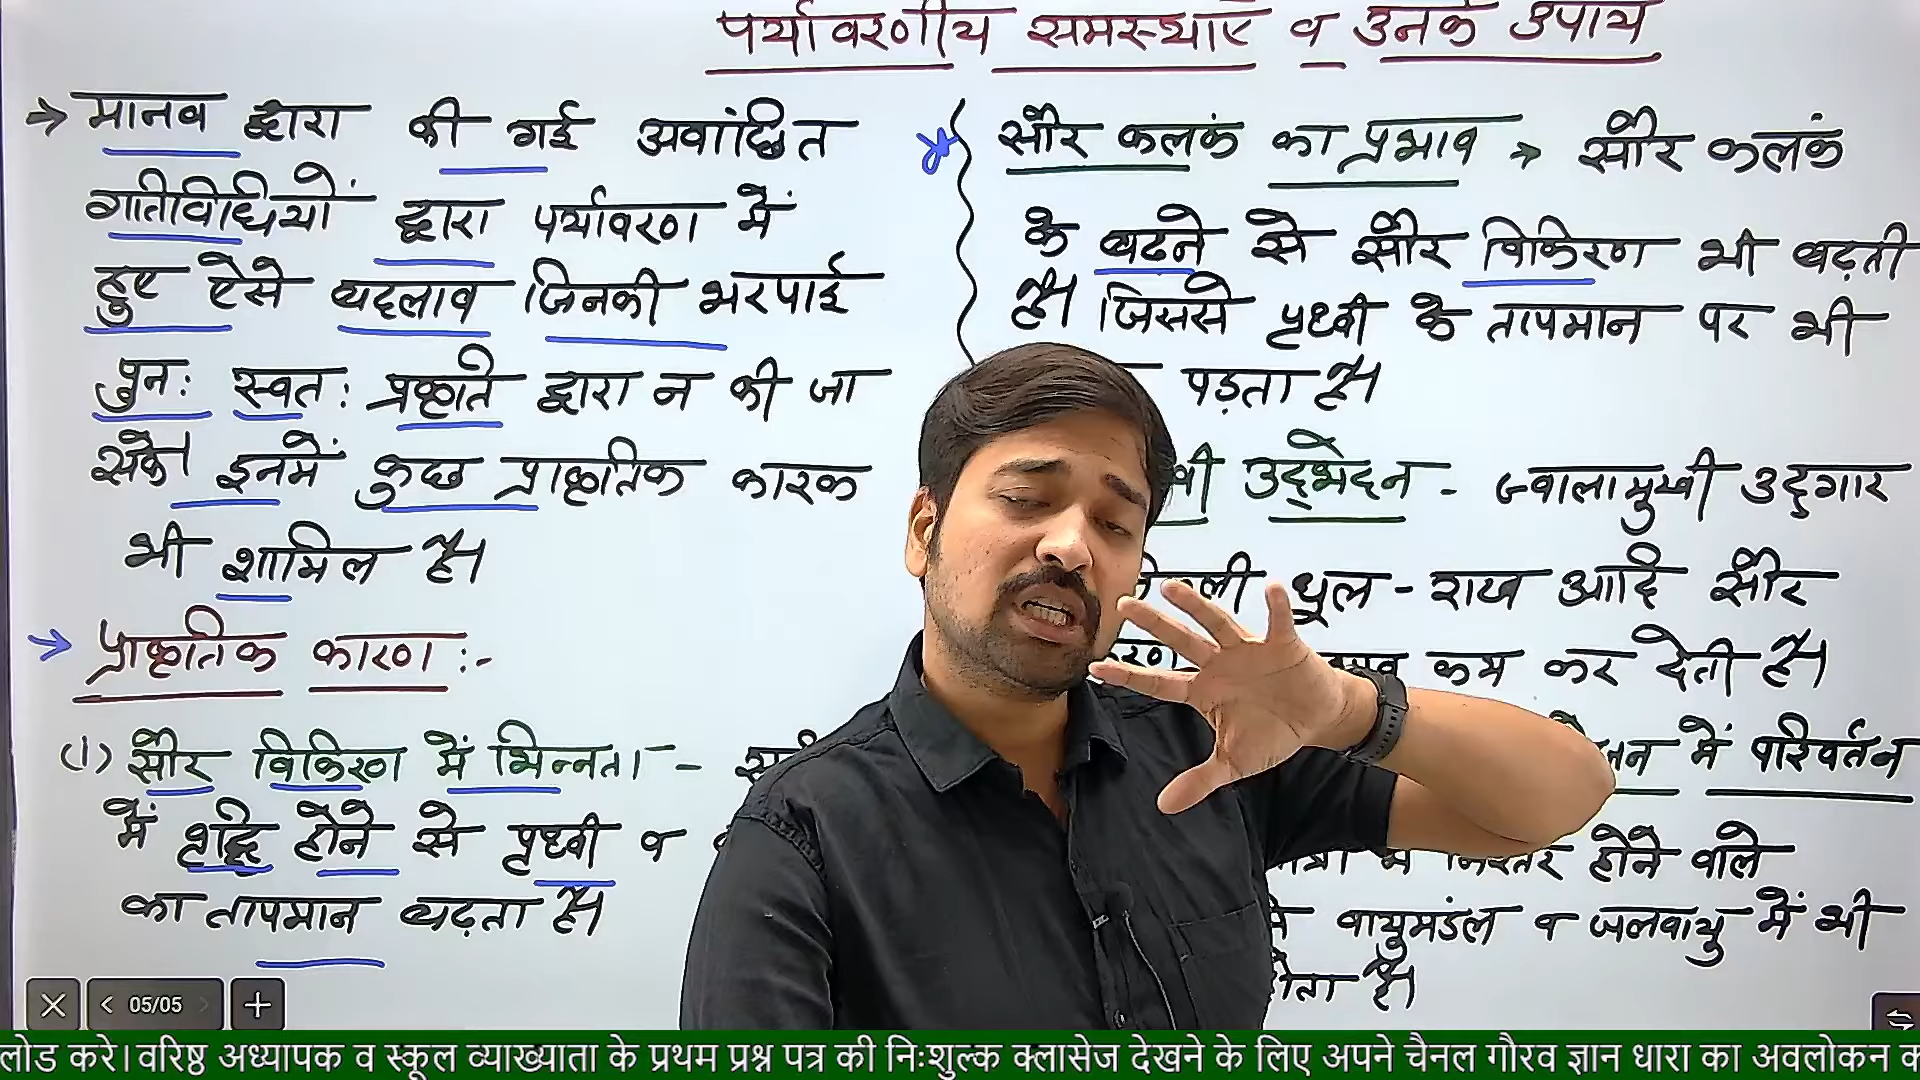 पर्यावरणीय समस्याएँ व उनके उपाय
→ मानव द्वारा की गई अवांछित
गतीविधियों द्वारा पर्यावरण में
हुए ऐसे बदलाव जिनकी भरपाई
पुनः स्वतः प्रकृति द्वारा न की जा
सके। इनमें कुछ प्राकृतिक कारक
भी शामिल है।
→ प्राकृतिक कारण :-
(1) सौर विकिरण में भिन्नता -
में वृद्धि होने से पृथ्वी व
का तापमान बढ़ता है।
सौर कलंक का प्रभाव → सौर कलंक
के बढने से सौर विकिरण भी बढ़ती
है। जिससे पृथ्वी के तापमान पर भी
पड़ता है।
उद्भेदन - ज्वालामुखी उद्गार
धूल - राख आदि सौर
कम कर देती है।
में परिवर्तन
निरंतर होने वाले
वायुमंडल व जलवायु में भी
है।
05/05
लोड करे। वरिष्ठ अध्यापक व स्कूल व्याख्याता के प्रथम प्रश्न पत्र की निःशुल्क क्लासेज देखने के लिए अपने चैनल गौरव ज्ञान धारा का अवलोकन